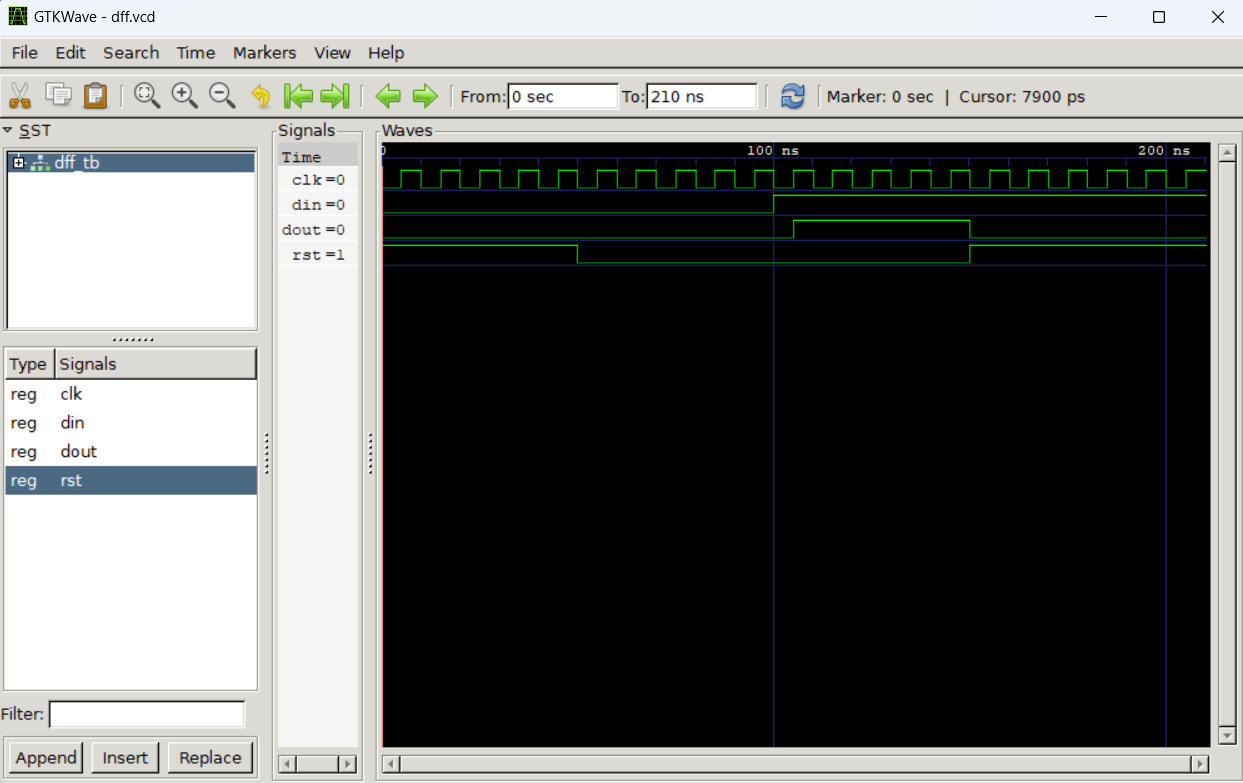 GTKWave - dff.vcd
File Edit Search Time Markers View Help
From: 0 sec To: 210 ns Marker: 0 sec | Cursor: 7900 ps
SST
dff_tb
Type Signals
reg clk
reg din
reg dout
reg rst
Filter:
Append Insert Replace
Signals
Time
clk=0
din=0
dout=0
rst=1
Waves
0 100 ns 200 ns